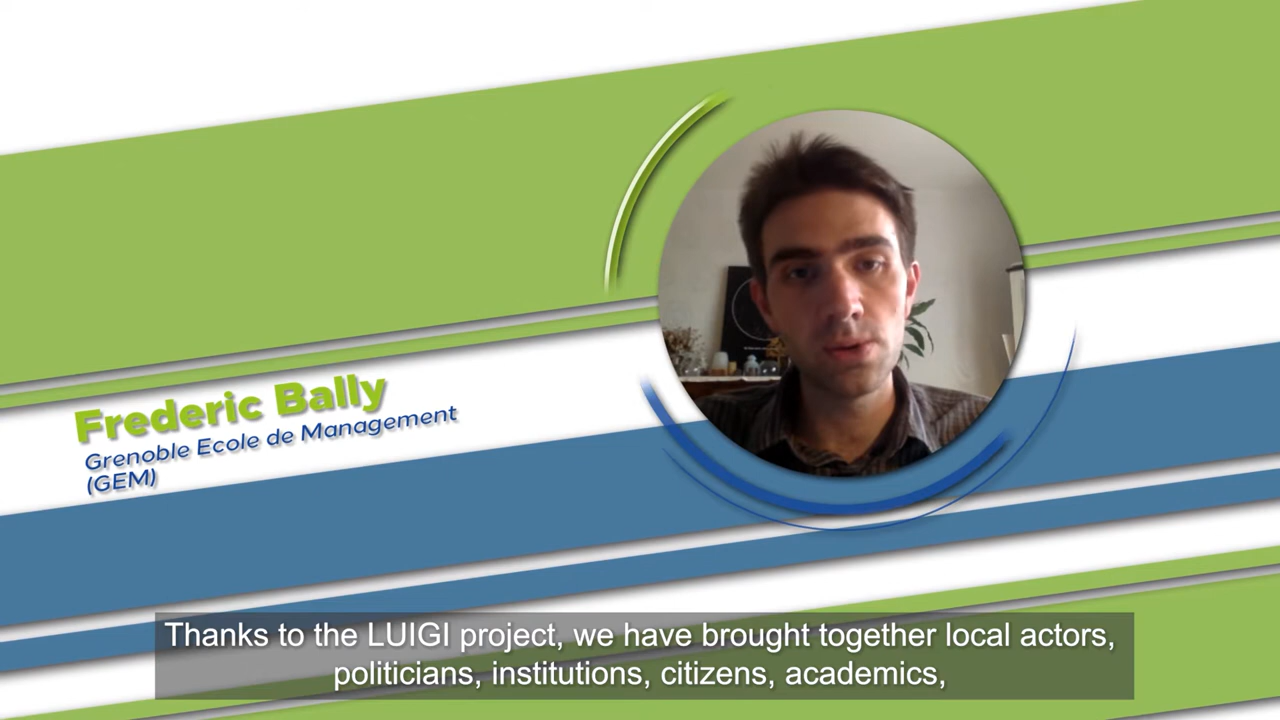 Frederic Bally
Grenoble Ecole de Management
(GEM)
Thanks to the LUIGI project, we have brought together local actors,
politicians, institutions, citizens, academics,